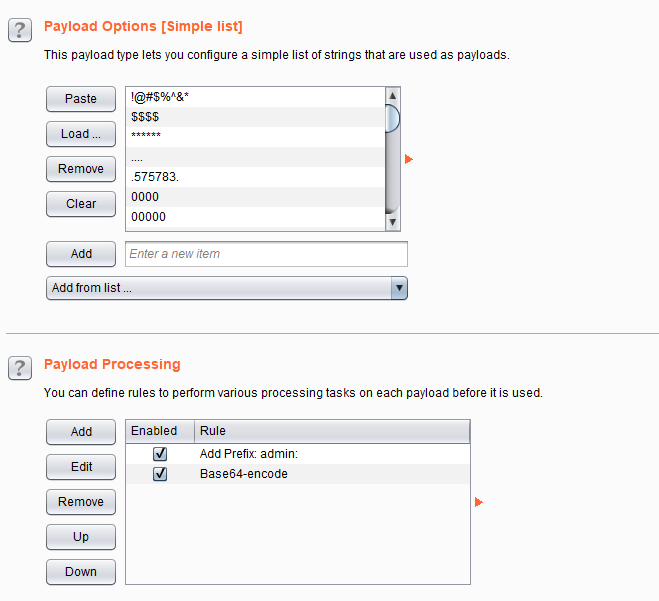 ?
Payload Options [Simple list]
This payload type lets you configure a simple list of strings that are used as payloads.
Paste
Load ...
Remove
Clear
!@#$%^&*
$$$$
******
....
.575783.
0000
00000
Add
Enter a new item
Add from list ...
?
Payload Processing
You can define rules to perform various processing tasks on each payload before it is used.
Add
Edit
Remove
Up
Down
Enabled Rule
Add Prefix: admin:
Base64-encode